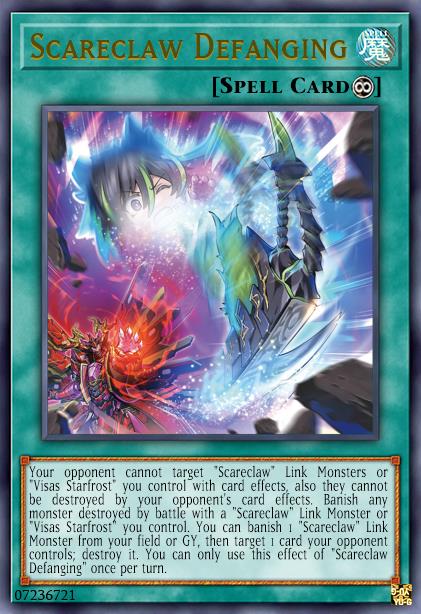 Scareclaw Defanging
SPELL
魔
[Spell Card]
Your opponent cannot target "Scareclaw" Link Monsters or
"Visas Starfrost" you control with card effects, also they cannot
be destroyed by your opponent's card effects. Banish any
monster destroyed by battle with a "Scareclaw" Link Monster or
"Visas Starfrost" you control. You can banish 1 "Scareclaw" Link
Monster from your field or GY, then target 1 card your opponent
controls; destroy it. You can only use this effect of "Scareclaw
Defanging" once per turn.
07236721